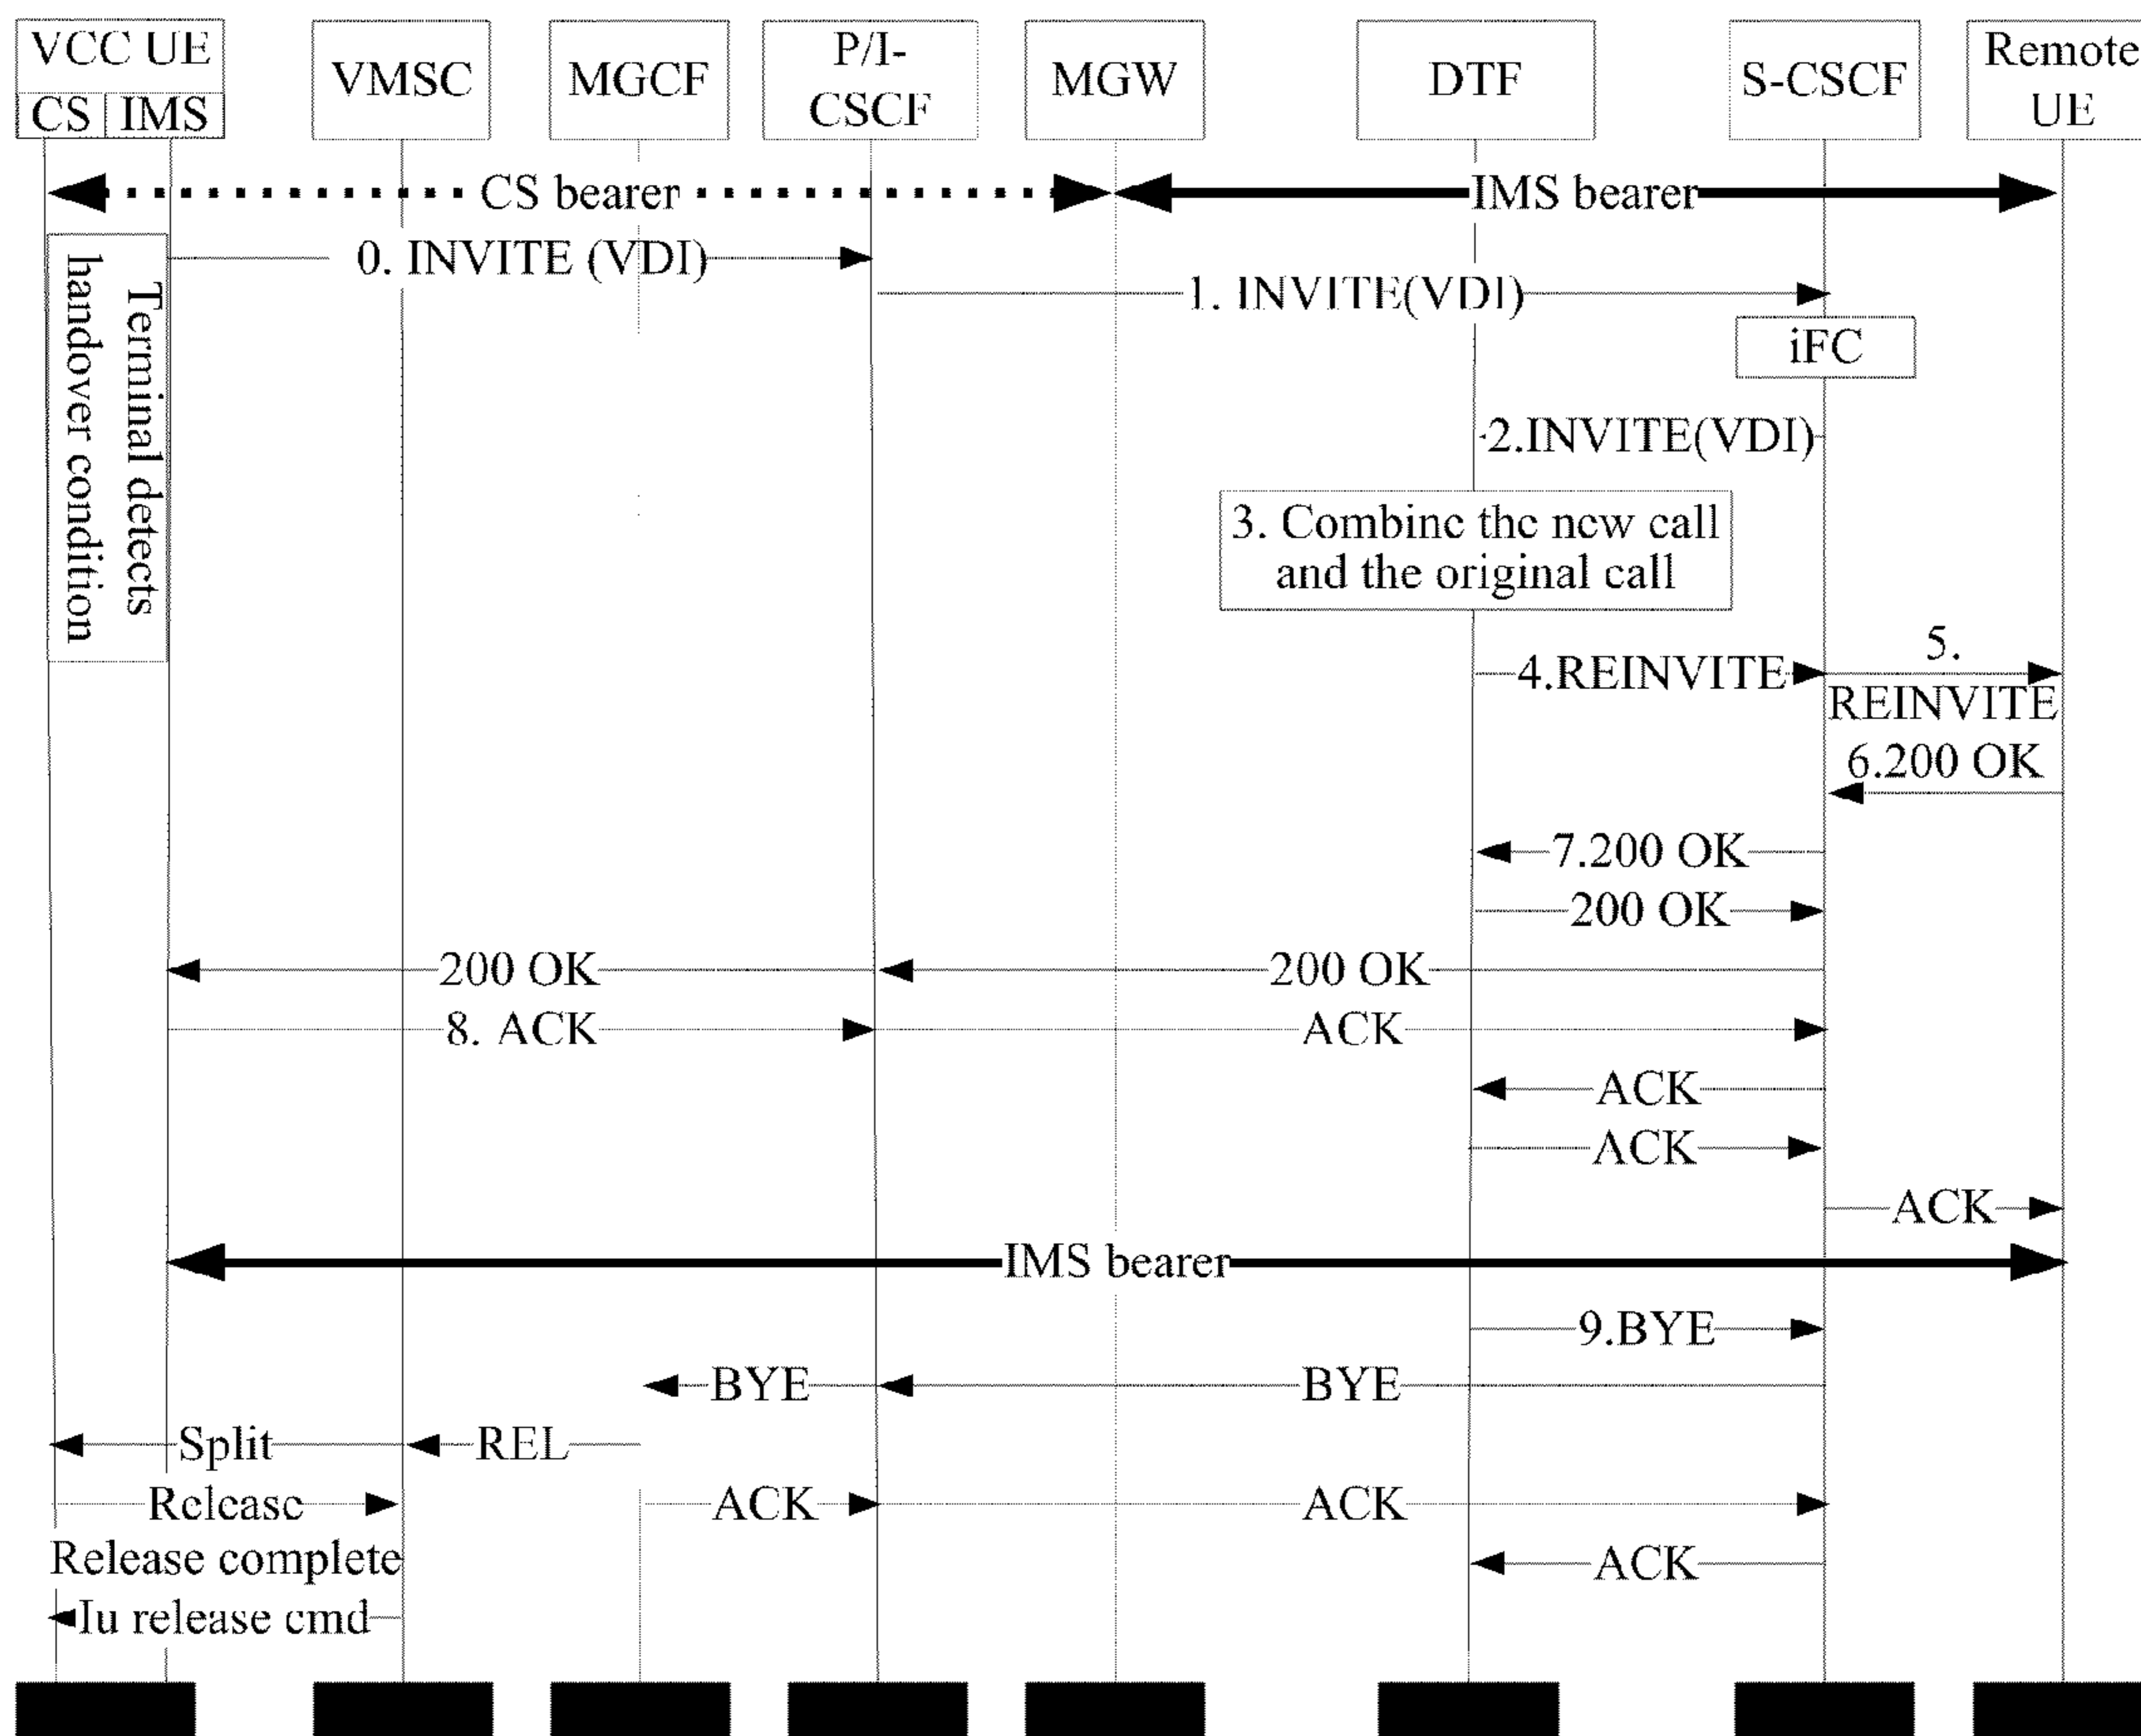 VCC UE
CS IMS
VMSC
MGCF
P/I-
CSCF
MGW
DTF
S-CSCF
Remote
UE
CS bearer
IMS bearer
Terminal detects
handover condition
0. INVITE (VDI)
1. INVITE(VDI)
iFC
2.INVITE(VDI)
3. Combine the new call
and the original call
4.REINVITE
5.
REINVITE
6.200 OK
7.200 OK
200 OK
200 OK
200 OK
8. ACK
ACK
ACK
ACK
ACK
IMS bearer
9.BYE
BYE
BYE
Split
REL
Release
ACK
ACK
Release complete
ACK
Iu release cmd